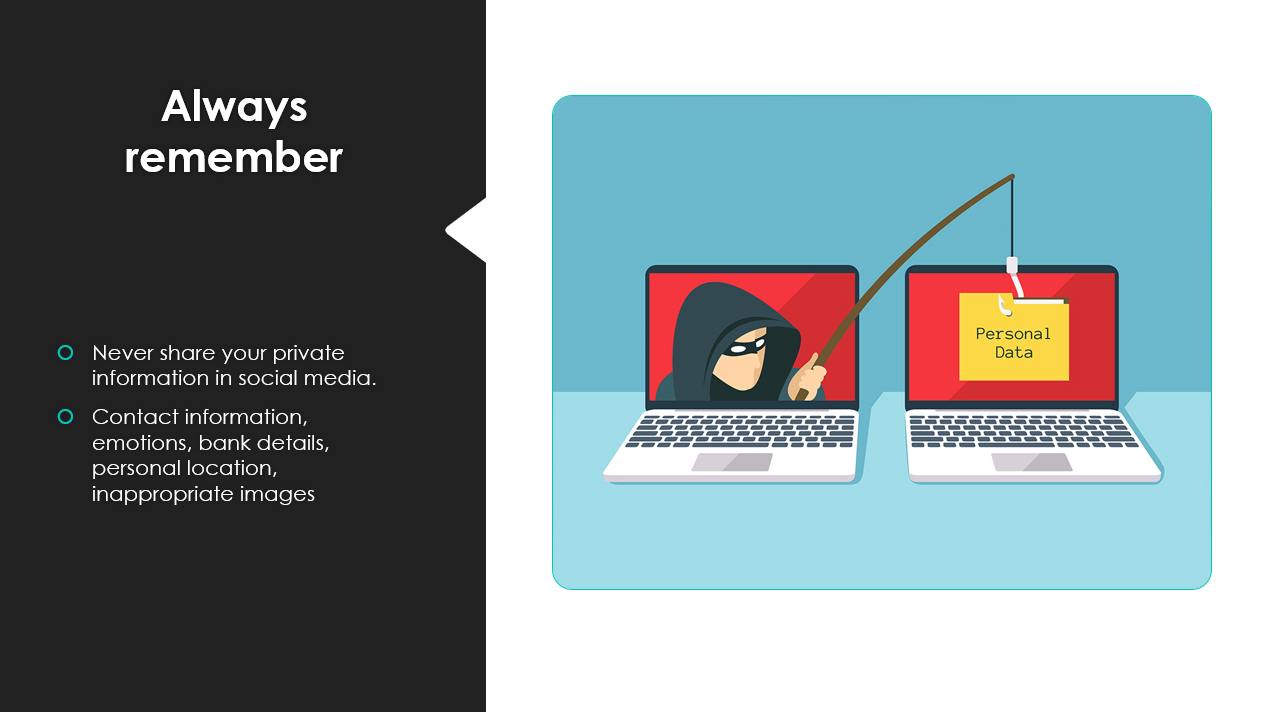 Always
remember
Never share your private
information in social media.
Contact information,
emotions, bank details,
personal location,
inappropriate images
Personal
Data